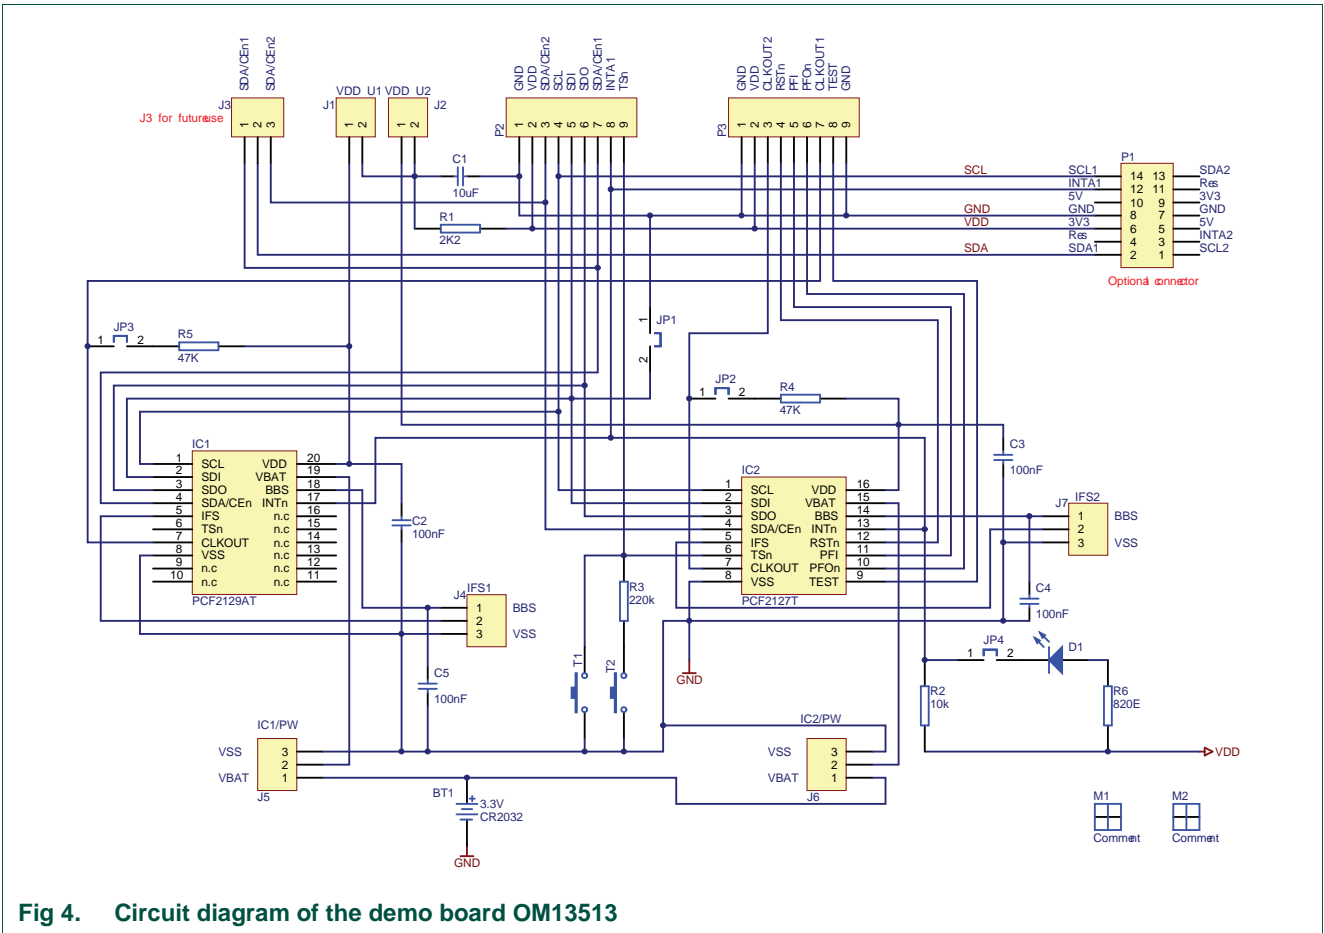 SDA/CEn1
SDA/CEn2
J3
J3 for future use
1 2 3
VDD U1
J1
1 2
VDD U2
J2
1 2
GND
VDD
SDA/CEn2
SCL
SDI
SDO
SDA/CEn1
INTA1
TSn
P2
1 2 3 4 5 6 7 8 9
GND
VDD
CLKOUT2
RSTn
PFI
PFOn
CLKOUT1
TEST
GND
P3
1 2 3 4 5 6 7 8 9
C1
10uF
R1
2K2
SCL
GND
VDD
SDA
P1
SCL1 14 13 SDA2
INTA1 12 11 Res
5V 10 9 3V3
GND 8 7 GND
3V3 6 5 5V
Res 4 3 INTA2
SDA1 2 1 SCL2
Optional connector
JP3
1 2
R5
47K
1
JP1
2
JP2
1 2
R4
47K
IC1
1 SCL VDD 20
2 SDI VBAT 19
3 SDO BBS 18
4 SDA/CEn INTn 17
5 IFS n.c 16
6 TSn n.c 15
7 CLKOUT n.c 14
8 VSS n.c 13
9 n.c n.c 12
10 n.c n.c 11
PCF2129AT
C2
100nF
IC2
1 SCL VDD 16
2 SDI VBAT 15
3 SDO BBS 14
4 SDA/CEn INTn 13
5 IFS RSTn 12
6 TSn PFI 11
7 CLKOUT PFOn 10
8 VSS TEST 9
PCF2127T
C3
100nF
J7 IFS2
1 BBS
2
3 VSS
C4
100nF
J4 IFS1
1 BBS
2
3 VSS
R3
220k
C5
100nF
T1
T2
GND
JP4
1 2
D1
R2
10k
R6
820E
VDD
IC1/PW
VSS 3
2
VBAT 1
J5
BT1
+
3.3V
CR2032
GND
IC2/PW
VSS 3
2
VBAT 1
J6
M1
Comment
M2
Comment
Fig 4. Circuit diagram of the demo board OM13513